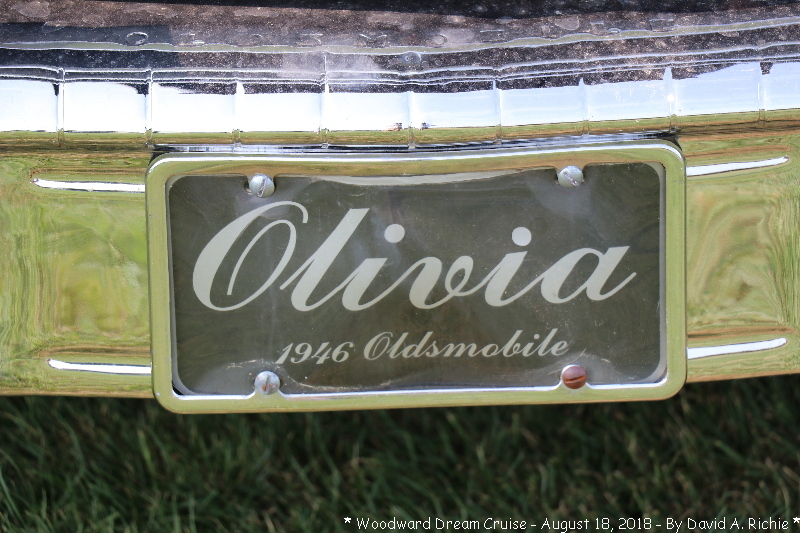 Olivia
1946 Oldsmobile
* Woodward Dream Cruise - August 18, 2018 - By David A. Richie *